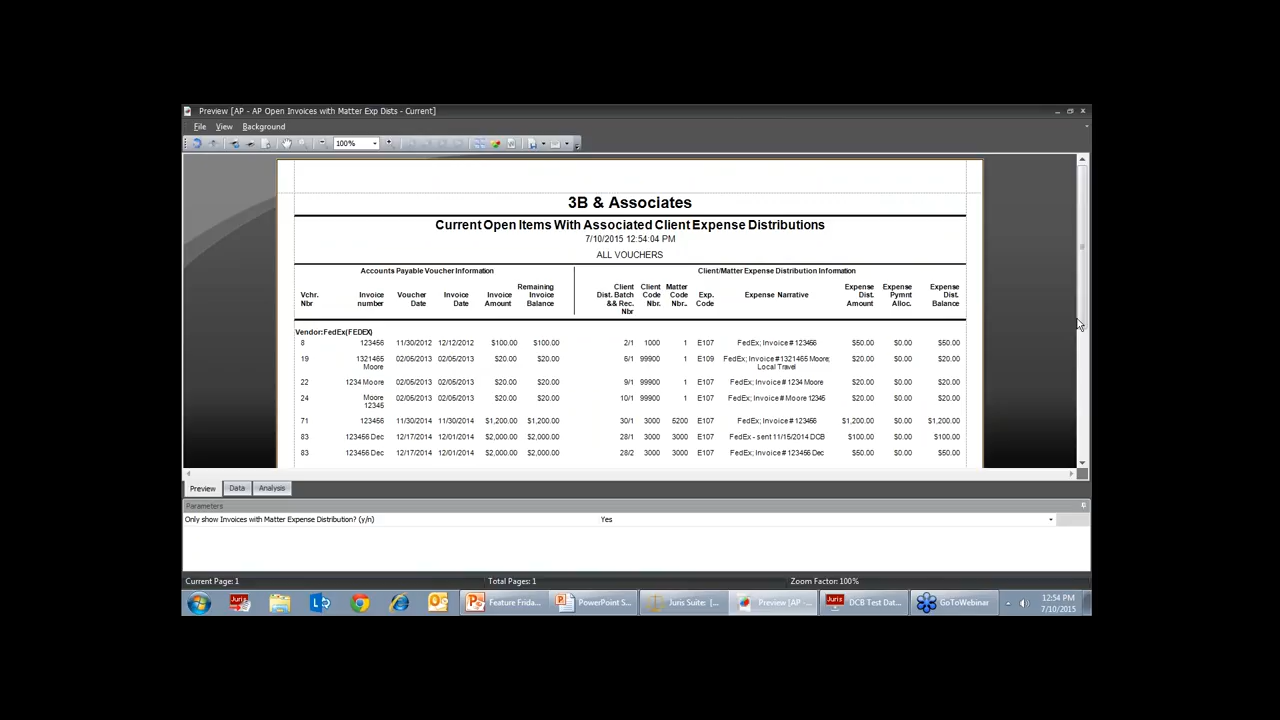 Preview [AP - AP Open Invoices with Matter Exp Dists - Current]
File View Background
100%
3B & Associates
Current Open Items With Associated Client Expense Distributions
7/10/2015 12:54:04 PM
ALL VOUCHERS
Accounts Payable Voucher Information Client/Matter Expense Distribution Information
Vchr. Nbr Invoice number Voucher Date Invoice Date Invoice Amount Remaining Invoice Balance Client Dist. Batch && Rec. Nbr Client Code Nbr. Matter Code Nbr. Exp. Code Expense Narrative Expense Dist. Amount Expense Pymnt Alloc. Expense Dist. Balance
Vendor:FedEx(FEDEX)
8 123456 11/30/2012 12/12/2012 $100.00 $100.00 2/1 1000 1 E107 FedEx; Invoice # 123456 $50.00 $0.00 $50.00
19 1321465 Moore 02/05/2013 02/05/2013 $20.00 $20.00 6/1 99900 1 E109 FedEx; Invoice #1321465 Moore; Local Travel $20.00 $0.00 $20.00
22 1234 Moore 02/05/2013 02/05/2013 $20.00 $20.00 9/1 99900 1 E107 FedEx; Invoice # 1234 Moore $20.00 $0.00 $20.00
24 Moore 12345 02/05/2013 02/05/2013 $20.00 $20.00 10/1 99900 1 E107 FedEx; Invoice # Moore 12345 $20.00 $0.00 $20.00
71 123456 11/30/2014 11/30/2014 $1,200.00 $1,200.00 30/1 3000 5200 E107 FedEx; Invoice # 123456 $1,200.00 $0.00 $1,200.00
83 123456 Dec 12/17/2014 12/01/2014 $2,000.00 $2,000.00 28/1 3000 3000 E107 FedEx - sent 11/15/2014 DCB $100.00 $0.00 $100.00
83 123456 Dec 12/17/2014 12/01/2014 $2,000.00 $2,000.00 28/2 3000 3000 E107 FedEx; Invoice # 123456 Dec $50.00 $0.00 $50.00
Preview Data Analysis
Parameters
Only show Invoices with Matter Expense Distribution? (y/n) Yes
Current Page: 1 Total Pages: 1 Zoom Factor: 100%
Juris Feature Frida... PowerPoint S... Juris Suite: |... Preview [AP -... Juris DCB Test Dat... GoToWebinar 12:54 PM
7/10/2015